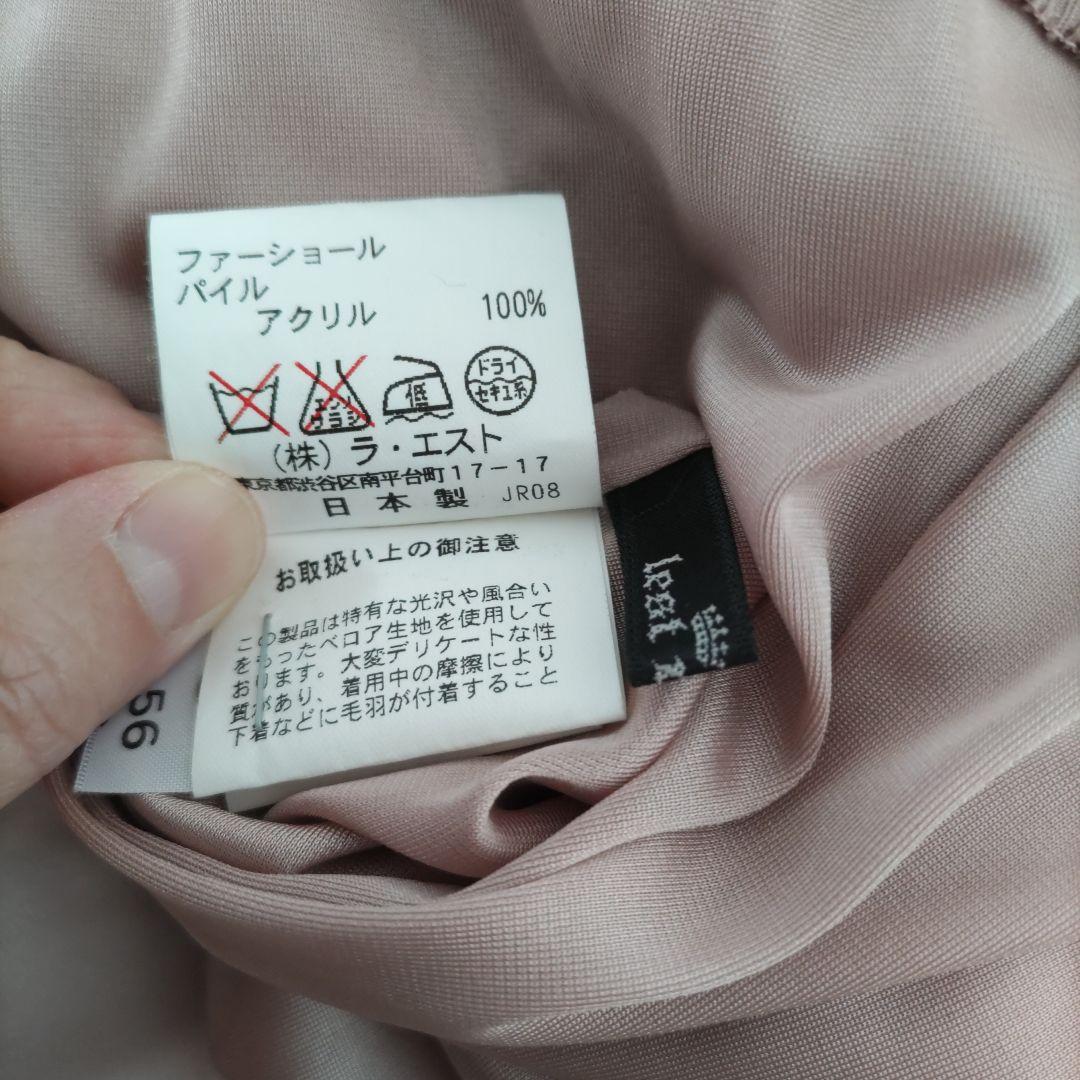 ファーショール
パイル
アクリル 100%
エンソ
サラシ
低
ドライ
セキユ系
(株) ラ・エスト
東京都渋谷区南平台町17-17
日本製 JR08
お取扱い上の御注意
この製品は特有な光沢や風合い
をもったベロア生地を使用して
おります。大変デリケートな性
質があり、着用中の摩擦により
下着などに毛羽が付着すること
56